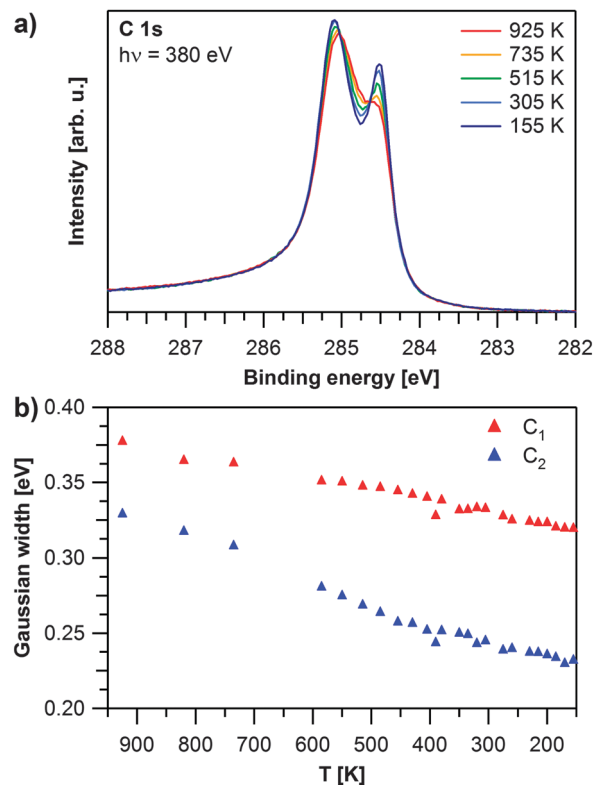 a)
C 1s
hν = 380 eV
925 K
735 K
515 K
305 K
155 K
Intensity [arb. u.]
288 287 286 285 284 283 282
Binding energy [eV]
b)
C₁
C₂
Gaussian width [eV]
0.40
0.35
0.30
0.25
0.20
900 800 700 600 500 400 300 200
T [K]